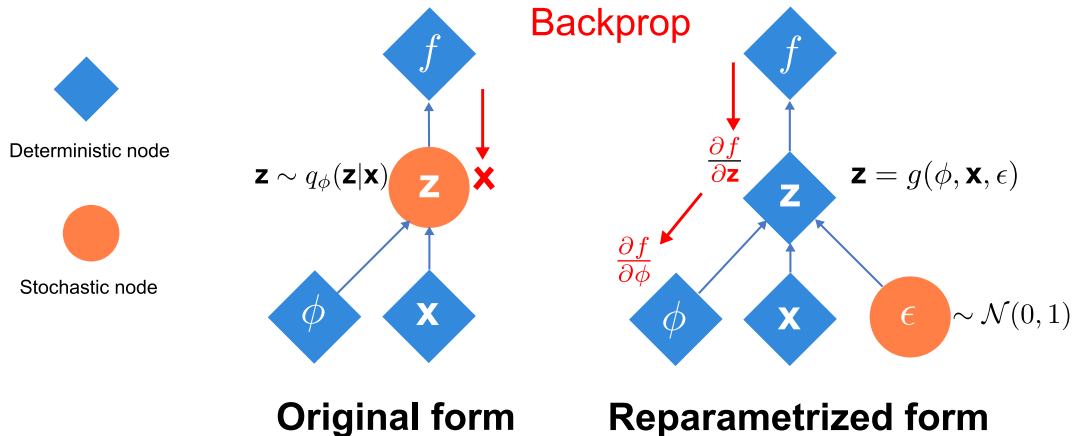 Backprop
Deterministic node
Stochastic node
f
z ∼ q_ϕ(z|x)
z
x
ϕ
x
Original form
f
∂f/∂z
∂f/∂ϕ
z
z = g(ϕ, x, ϵ)
ϕ
x
ϵ
∼ N(0, 1)
Reparametrized form